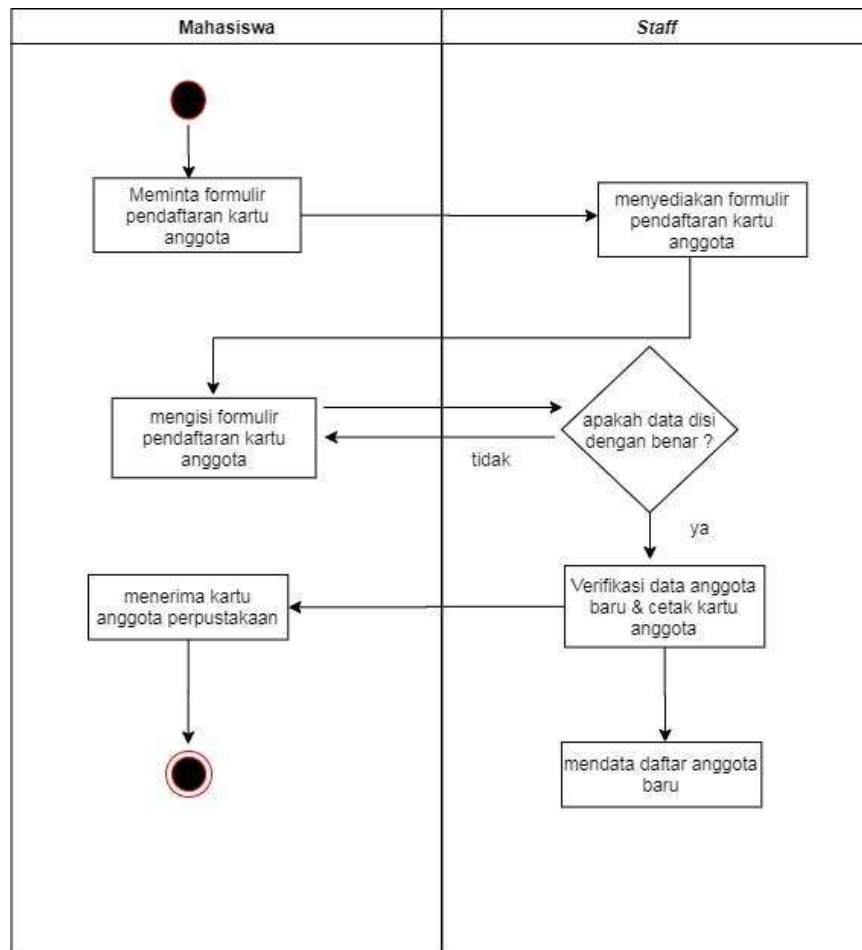 Mahasiswa
Staff
Meminta formulir
pendaftaran kartu
anggota
menyediakan formulir
pendaftaran kartu
anggota
mengisi formulir
pendaftaran kartu
anggota
apakah data disi
dengan benar ?
tidak
ya
menerima kartu
anggota perpustakaan
Verifikasi data anggota
baru & cetak kartu
anggota
mendata daftar anggota
baru